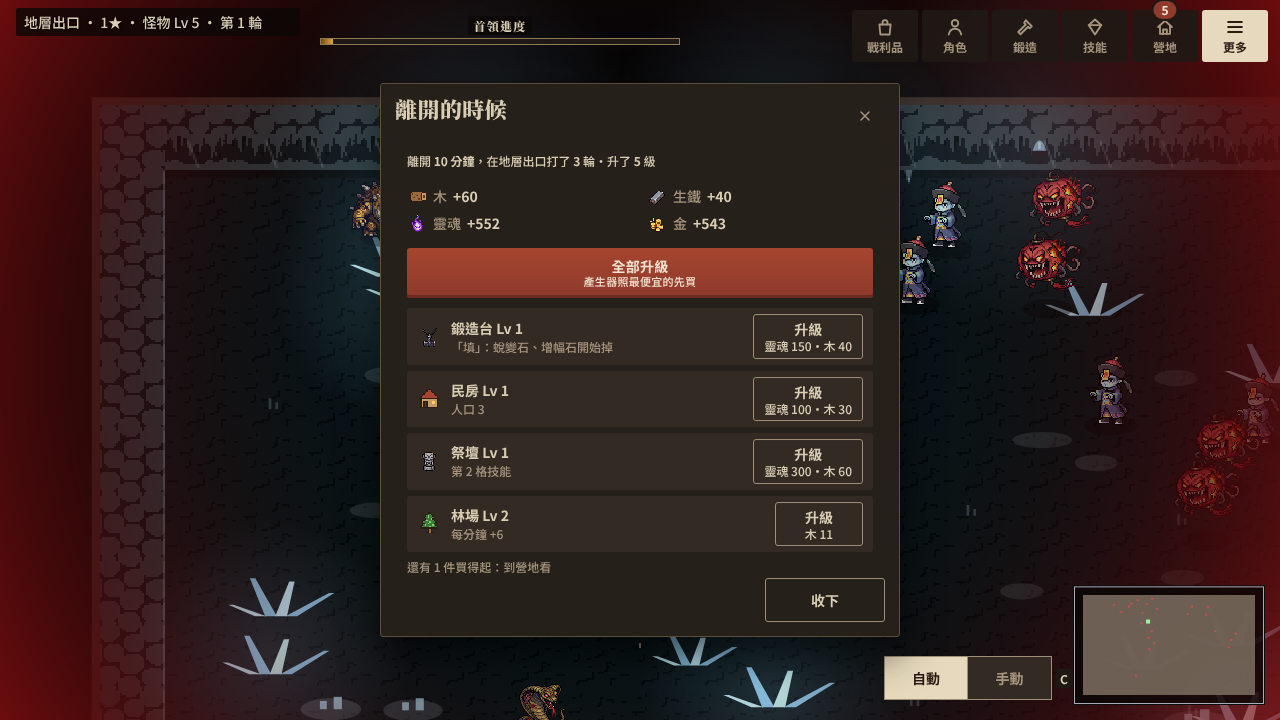 地層出口 · 1★ · 怪物 Lv 5 · 第 1 輪
首領進度
戰利品
角色
鍛造
技能
5
營地
更多
離開的時候
×
離開 10 分鐘，在地層出口打了 3 輪·升了 5 級
木 +60
生鐵 +40
靈魂 +552
金 +543
全部升級
產生器照最便宜的先買
鍛造台 Lv 1
「填」：蛻變石、增幅石開始掉
升級
靈魂 150·木 40
民房 Lv 1
人口 3
升級
靈魂 100·木 30
祭壇 Lv 1
第 2 格技能
升級
靈魂 300·木 60
林場 Lv 2
每分鐘 +6
升級
木 11
還有 1 件買得起：到營地看
收下
自動
手動
C